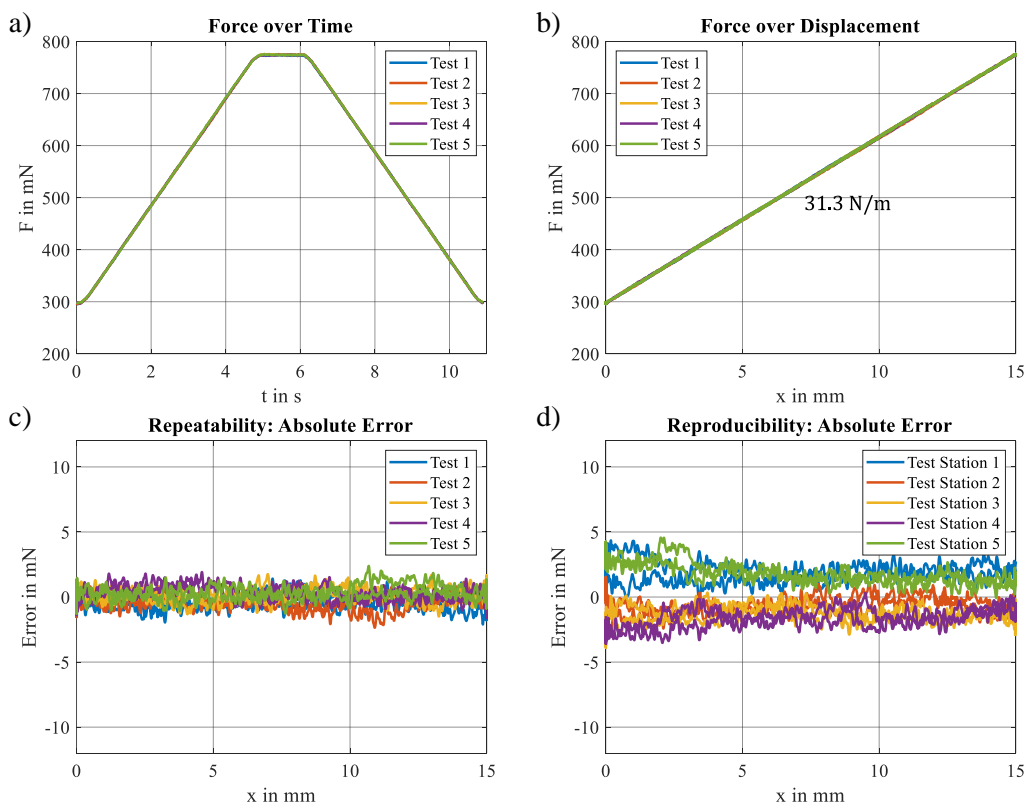 a)
Force over Time
800
700
600
500
400
300
200
F in mN
0 2 4 6 8 10
t in s
Test 1
Test 2
Test 3
Test 4
Test 5
b)
Force over Displacement
800
700
600
500
400
300
200
F in mN
0 5 10 15
x in mm
Test 1
Test 2
Test 3
Test 4
Test 5
31.3 N/m
c)
Repeatability: Absolute Error
10
5
0
-5
-10
Error in mN
0 5 10 15
x in mm
Test 1
Test 2
Test 3
Test 4
Test 5
d)
Reproducibility: Absolute Error
10
5
0
-5
-10
Error in mN
0 5 10 15
x in mm
Test Station 1
Test Station 2
Test Station 3
Test Station 4
Test Station 5